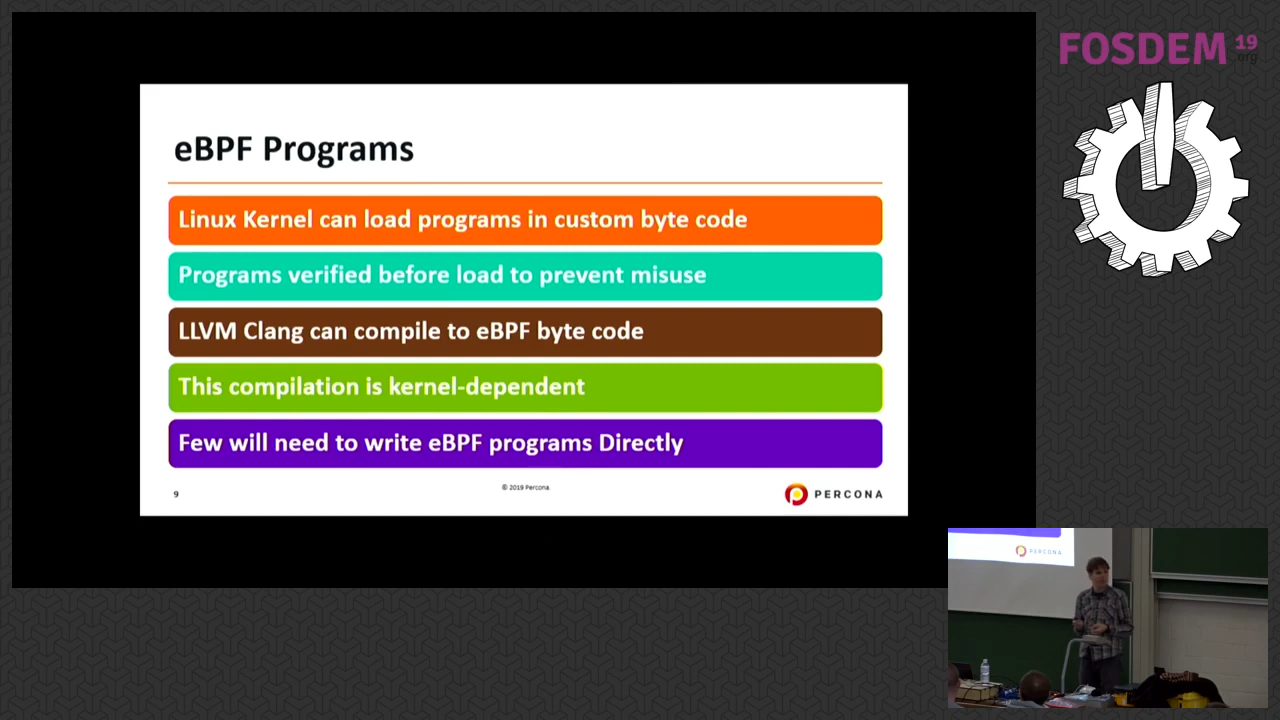 FOSDEM 19
.org
eBPF Programs
Linux Kernel can load programs in custom byte code
Programs verified before load to prevent misuse
LLVM Clang can compile to eBPF byte code
This compilation is kernel-dependent
Few will need to write eBPF programs Directly
9
© 2019 Percona
PERCONA
PERCONA